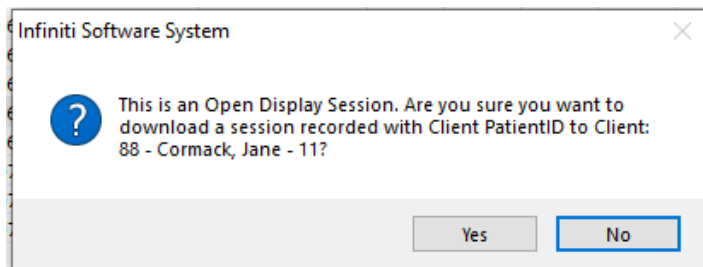 Infiniti Software System
This is an Open Display Session. Are you sure you want to
download a session recorded with Client PatientID to Client:
88 - Cormack, Jane - 11?
Yes
No